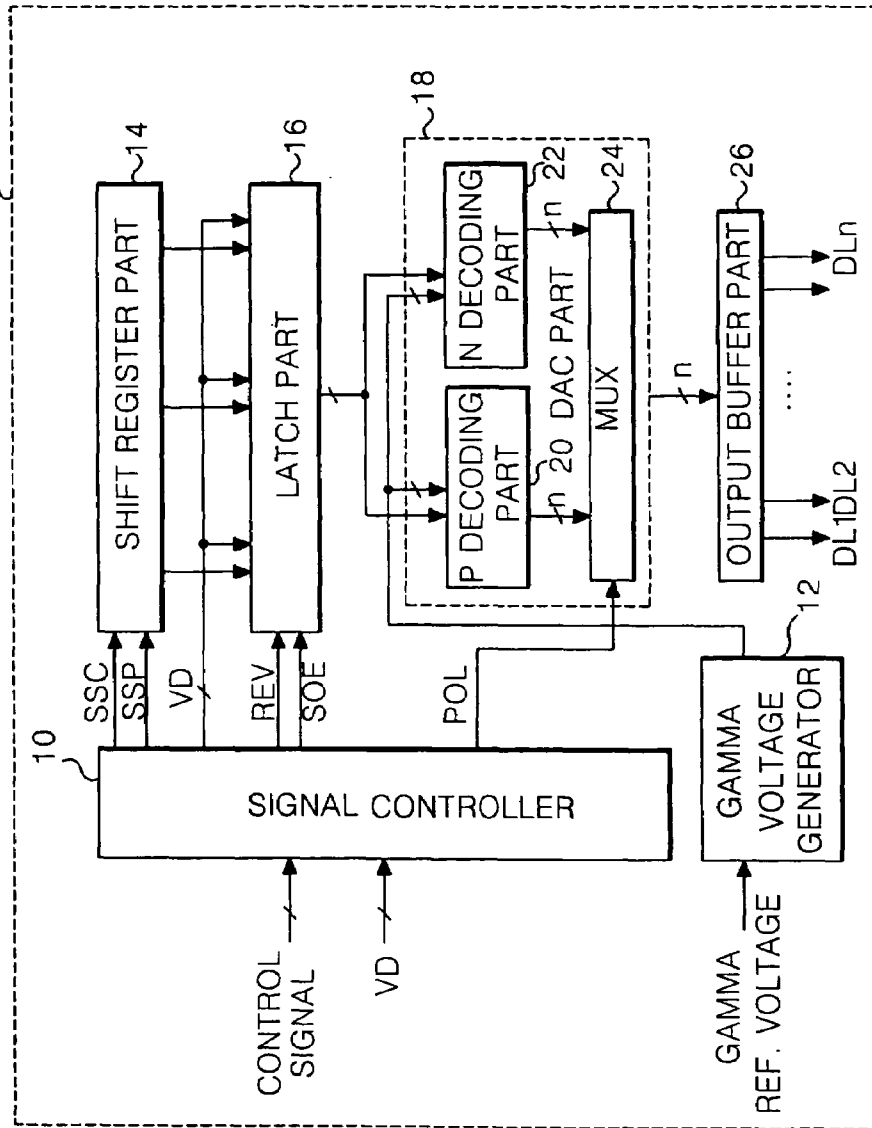 10
SSC
SSP
VD
REV
SOE
POL
SIGNAL CONTROLLER
CONTROL
SIGNAL
VD
SHIFT REGISTER PART
14
LATCH PART
16
18
P DECODING
PART
20
N DECODING
PART
22
DAC PART
n
n
MUX
24
n
OUTPUT BUFFER PART
26
DL1DL2
....
DLn
GAMMA
REF. VOLTAGE
GAMMA
VOLTAGE
GENERATOR
12